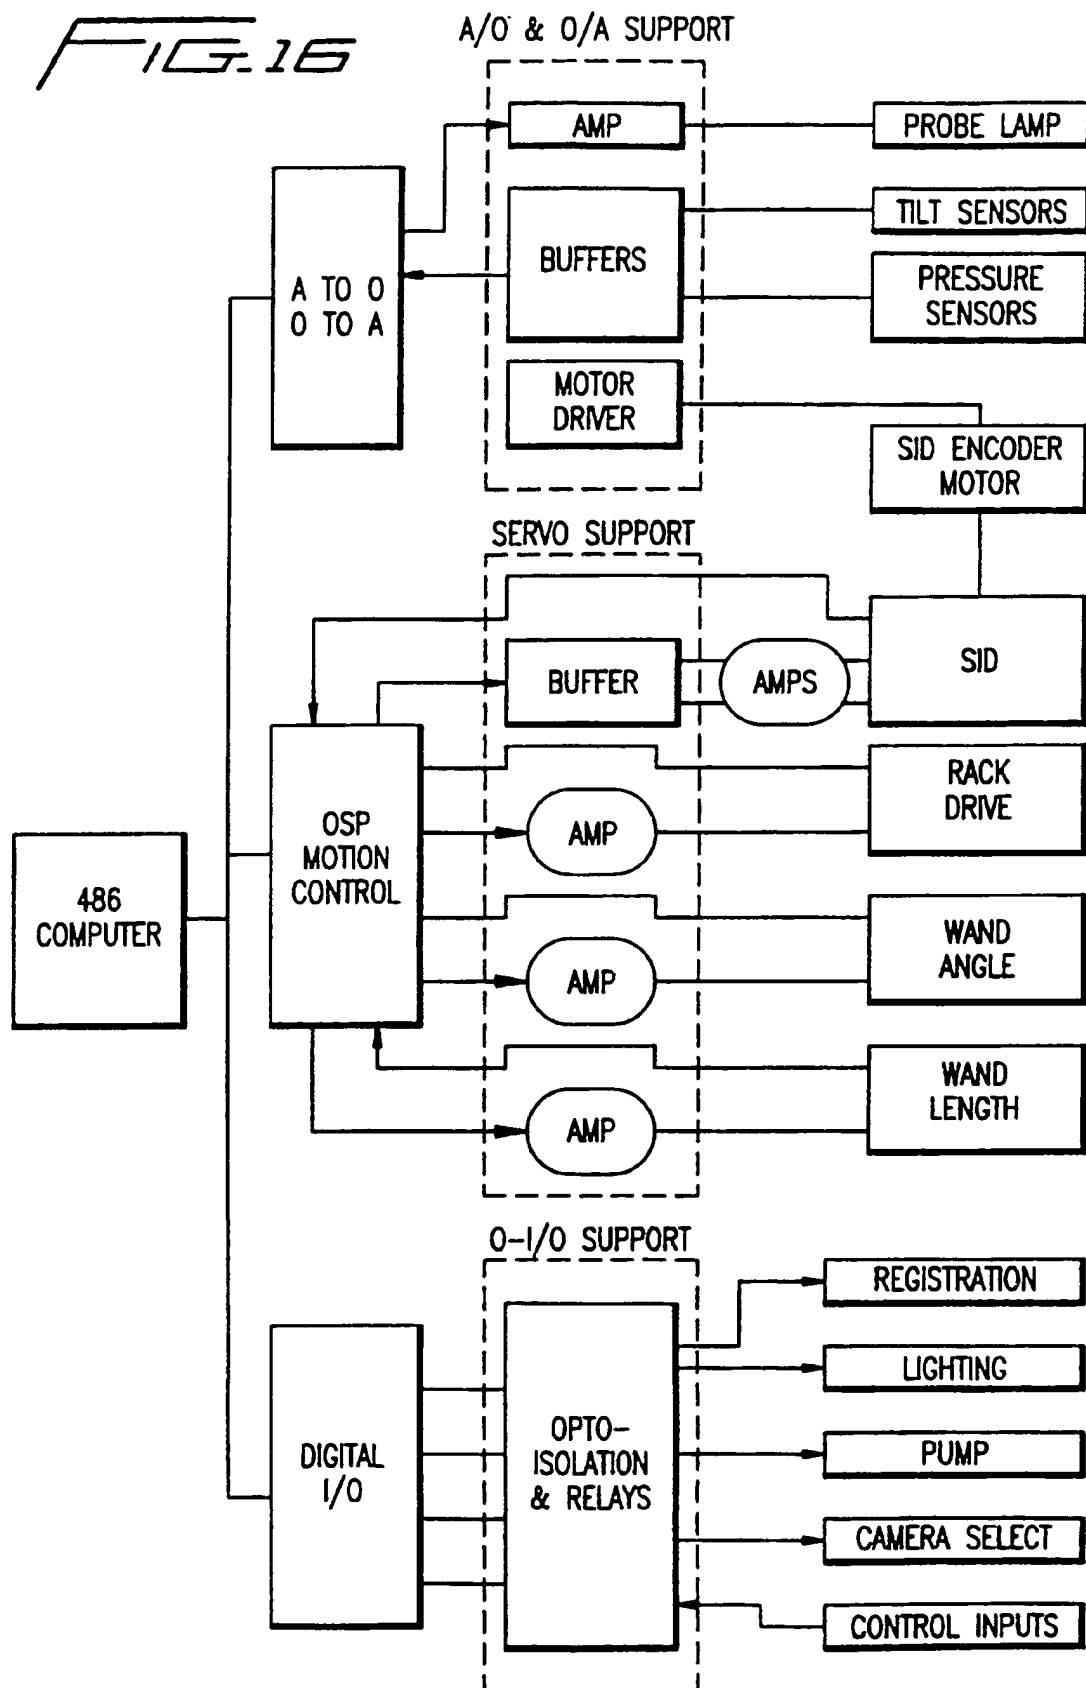 FIG. 16
A/O & O/A SUPPORT
AMP
PROBE LAMP
TILT SENSORS
BUFFERS
PRESSURE
SENSORS
A TO O
O TO A
MOTOR
DRIVER
SID ENCODER
MOTOR
SERVO SUPPORT
SID
BUFFER
AMPS
RACK
DRIVE
OSP
MOTION
CONTROL
AMP
486
COMPUTER
WAND
ANGLE
AMP
WAND
LENGTH
AMP
O-I/O SUPPORT
REGISTRATION
LIGHTING
OPTO-
ISOLATION
& RELAYS
DIGITAL
I/O
PUMP
CAMERA SELECT
CONTROL INPUTS